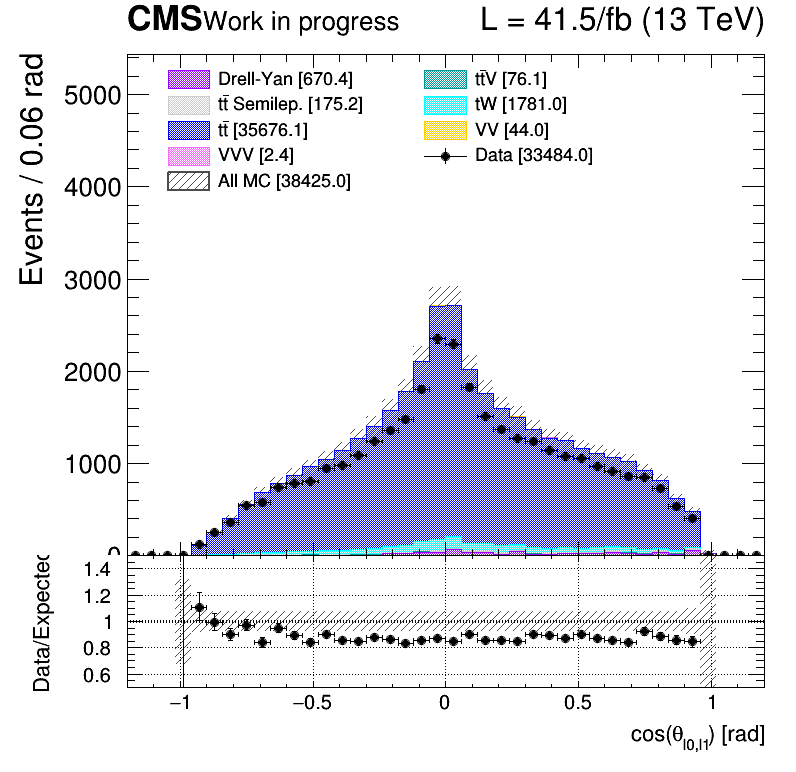 CMS Work in progress L = 41.5/fb (13 TeV)
Events / 0.06 rad
Drell-Yan [670.4] tt̄V [76.1]
tt̄ Semilep. [175.2] tW [1781.0]
tt̄ [35676.1] VV [44.0]
VVV [2.4] Data [33484.0]
All MC [38425.0]
5000
4000
3000
2000
1000
0
Data/Expected
1.4
1.2
1
0.8
0.6
−1 −0.5 0 0.5 1
cos(θl0,l1) [rad]